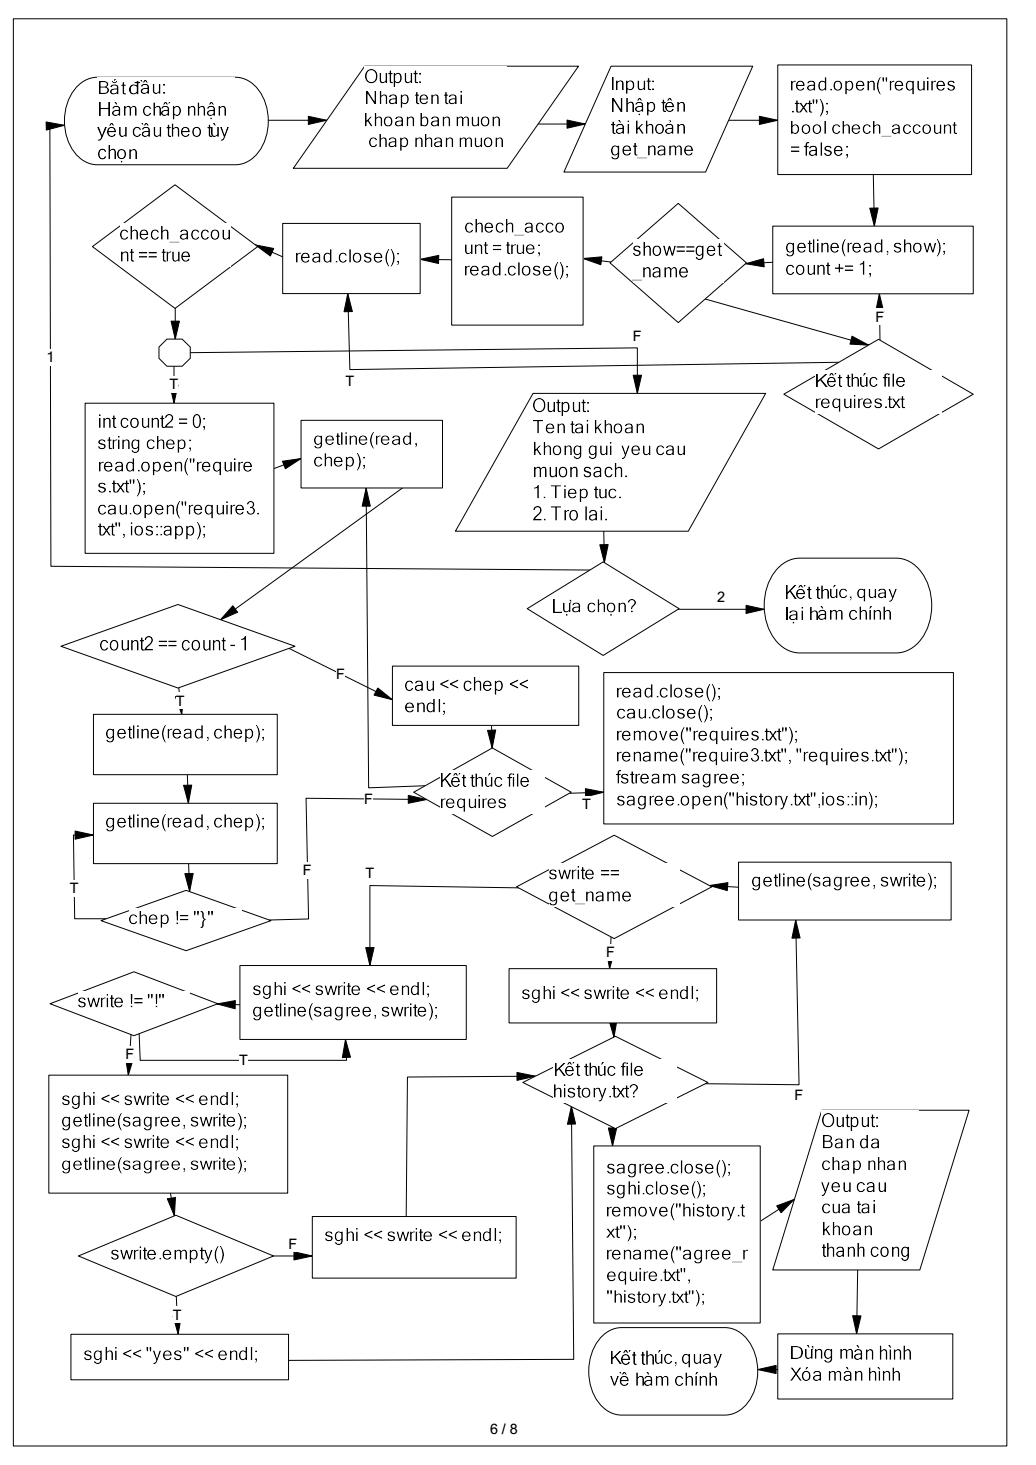 Bắt đầu:
Hàm chấp nhận
yêu cầu theo tùy
chọn
Output:
Nhap ten tai
khoan ban muon
chap nhan muon
Input:
Nhập tên
tài khoản
get_name
read.open("requires
.txt");
bool chech_account
= false;
chech_accou
nt == true
read.close();
chech_acco
unt = true;
read.close();
show==get
_name
getline(read, show);
count += 1;
F
Kết thúc file
requires.txt
T
F
1
T
int count2 = 0;
string chep;
read.open("require
s.txt");
cau.open("require3.
txt", ios::app);
getline(read,
chep);
Output:
Ten tai khoan
khong gui  yeu cau
muon sach.
1. Tiep tuc.
2. Tro lai.
Lựa chọn?
2
Kết thúc, quay
lại hàm chính
count2 == count - 1
F
T
cau << chep <<
endl;
read.close();
cau.close();
remove("requires.txt");
rename("require3.txt", "requires.txt");
fstream sagree;
sagree.open("history.txt",ios::in);
getline(read, chep);
Kết thúc file
requires
T
F
getline(read, chep);
F
T
chep != "}"
swrite ==
get_name
getline(sagree, swrite);
T
F
swrite != "!"
sghi << swrite << endl;
getline(sagree, swrite);
sghi << swrite << endl;
F
T
Kết thúc file
history.txt?
F
sghi << swrite << endl;
getline(sagree, swrite);
sghi << swrite << endl;
getline(sagree, swrite);
sagree.close();
sghi.close();
remove("history.t
xt");
rename("agree_r
equire.txt",
"history.txt");
Output:
Ban da
chap nhan
yeu cau
cua tai
khoan
thanh cong
swrite.empty()
F
sghi << swrite << endl;
T
sghi << "yes" << endl;
Kết thúc, quay
về hàm chính
Dừng màn hình
Xóa màn hình
6 / 8